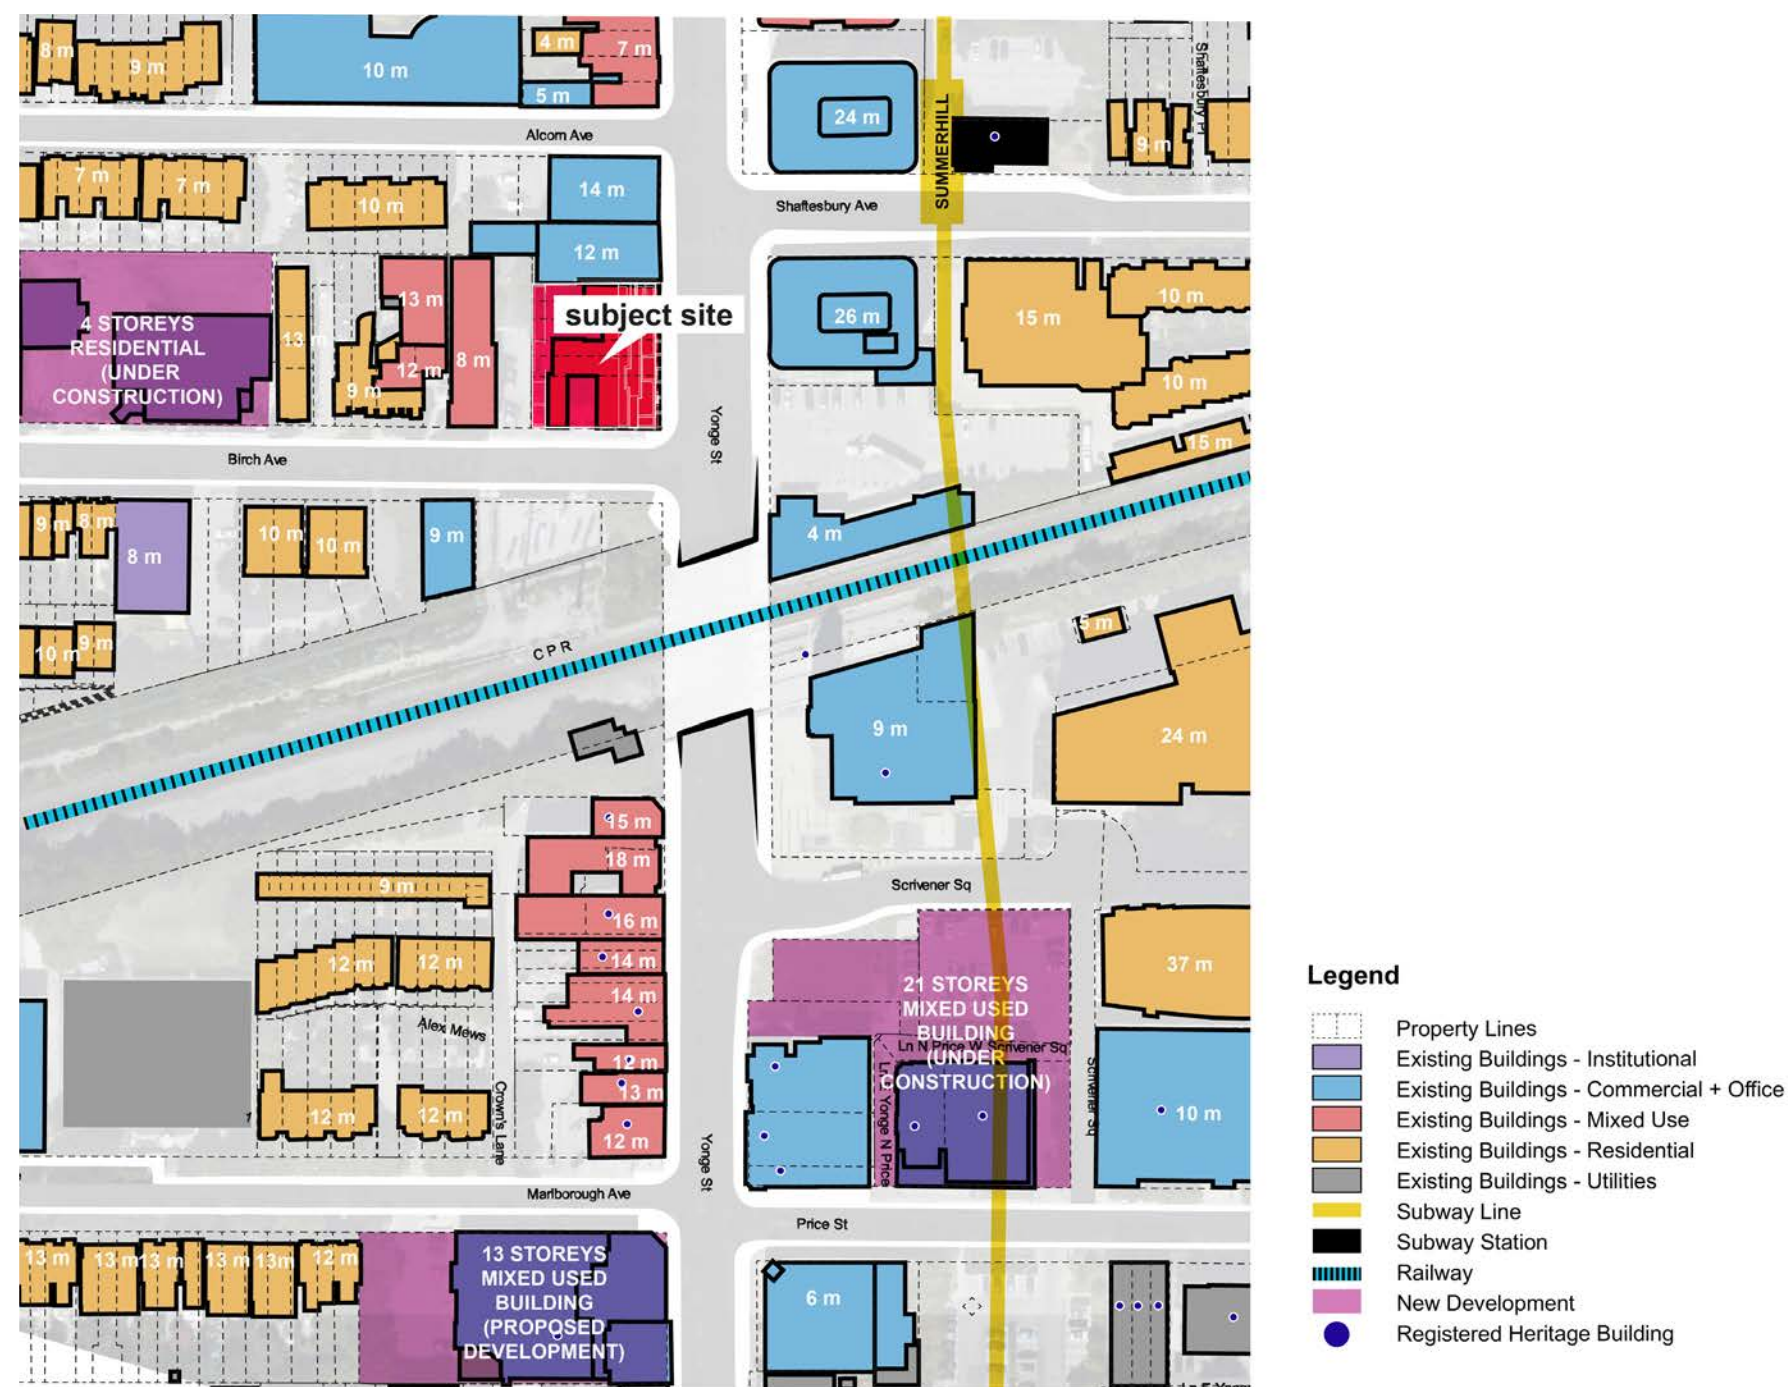 8 m
9 m
10 m
4 m
7 m
5 m
Alcorn Ave
24 m
SUMMERHILL
9 m
Shaftesbury Pl
7 m
7 m
10 m
14 m
12 m
Shaftesbury Ave
4 STOREYS
RESIDENTIAL
(UNDER
CONSTRUCTION)
13 m
13 m
12 m
9 m
8 m
subject site
26 m
15 m
10 m
10 m
15 m
Birch Ave
Yonge St
9 m
8 m
8 m
10 m
10 m
9 m
4 m
10 m
9 m
CPR
5 m
9 m
24 m
15 m
18 m
16 m
14 m
14 m
12 m
13 m
12 m
9 m
12 m
12 m
Alex Mews
12 m
12 m
Crown's Lane
Yonge St
Scrivener Sq
21 STOREYS
MIXED USED
BUILDING
(UNDER
CONSTRUCTION)
Ln N Price W Scrivener Sq
Ln E Yonge N Price
Scrivener Sq
37 m
10 m
Marlborough Ave
Price St
13 m
13 m
13 m
13 m
13m
12 m
13 STOREYS
MIXED USED
BUILDING
(PROPOSED
DEVELOPMENT)
6 m
Legend
Property Lines
Existing Buildings - Institutional
Existing Buildings - Commercial + Office
Existing Buildings - Mixed Use
Existing Buildings - Residential
Existing Buildings - Utilities
Subway Line
Subway Station
Railway
New Development
Registered Heritage Building